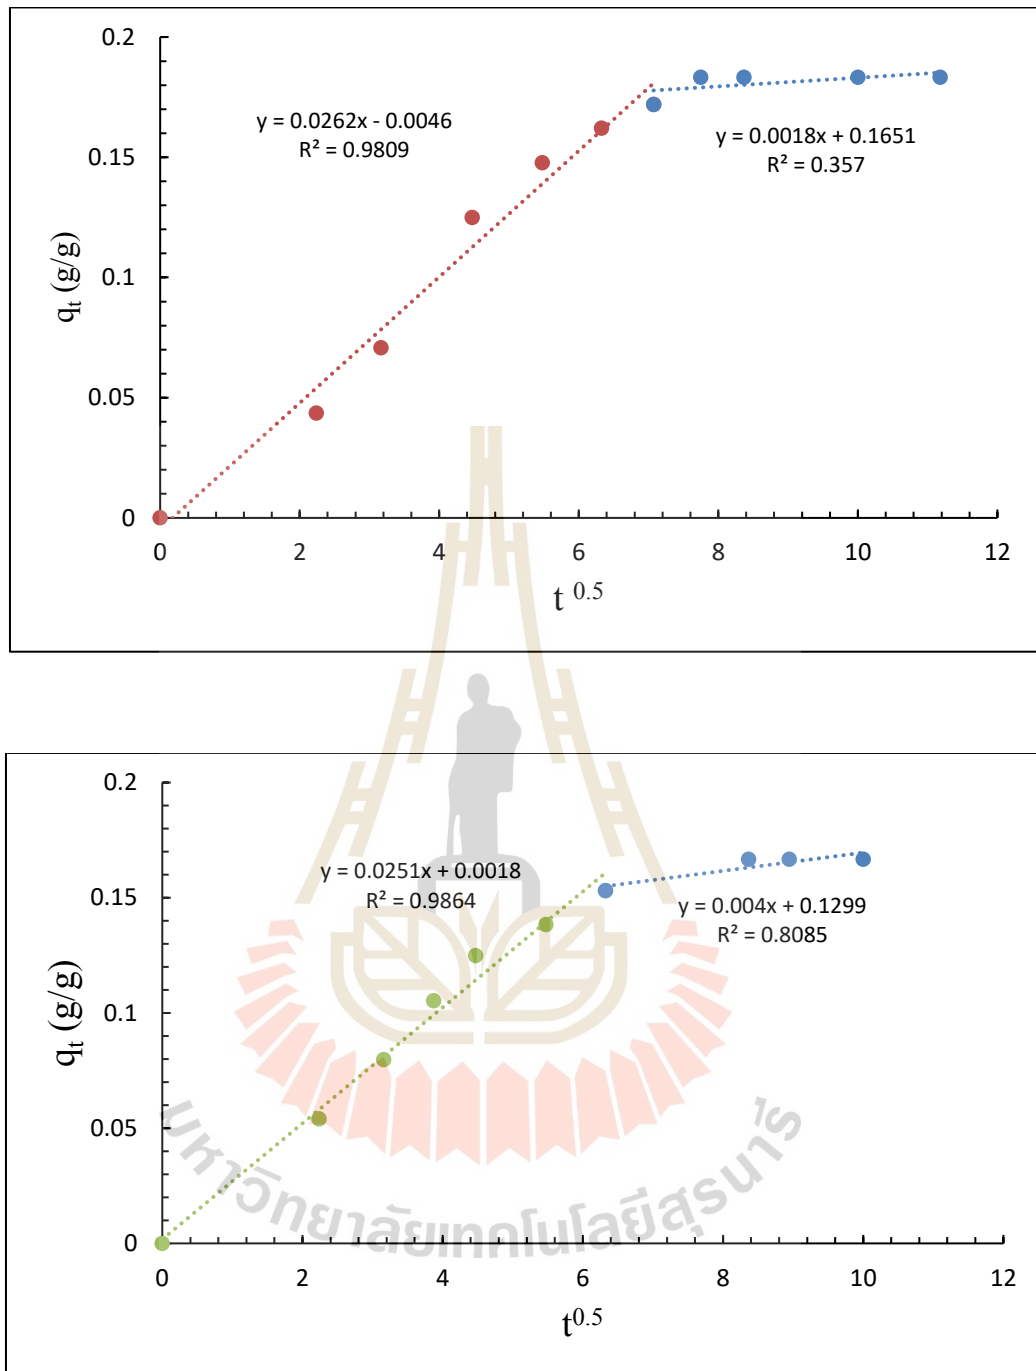 0.2
0.15
0.1
0.05
0
y = 0.0262x - 0.0046
R² = 0.9809
y = 0.0018x + 0.1651
R² = 0.357
qₜ (g/g)
0 2 4 6 8 10 12
t ^0.5
0.2
0.15
0.1
0.05
0
y = 0.0251x + 0.0018
R² = 0.9864
y = 0.004x + 0.1299
R² = 0.8085
qₜ (g/g)
มหาวิทยาลัยเทคโนโลยีสุรนารี
0 2 4 6 8 10 12
t^0.5